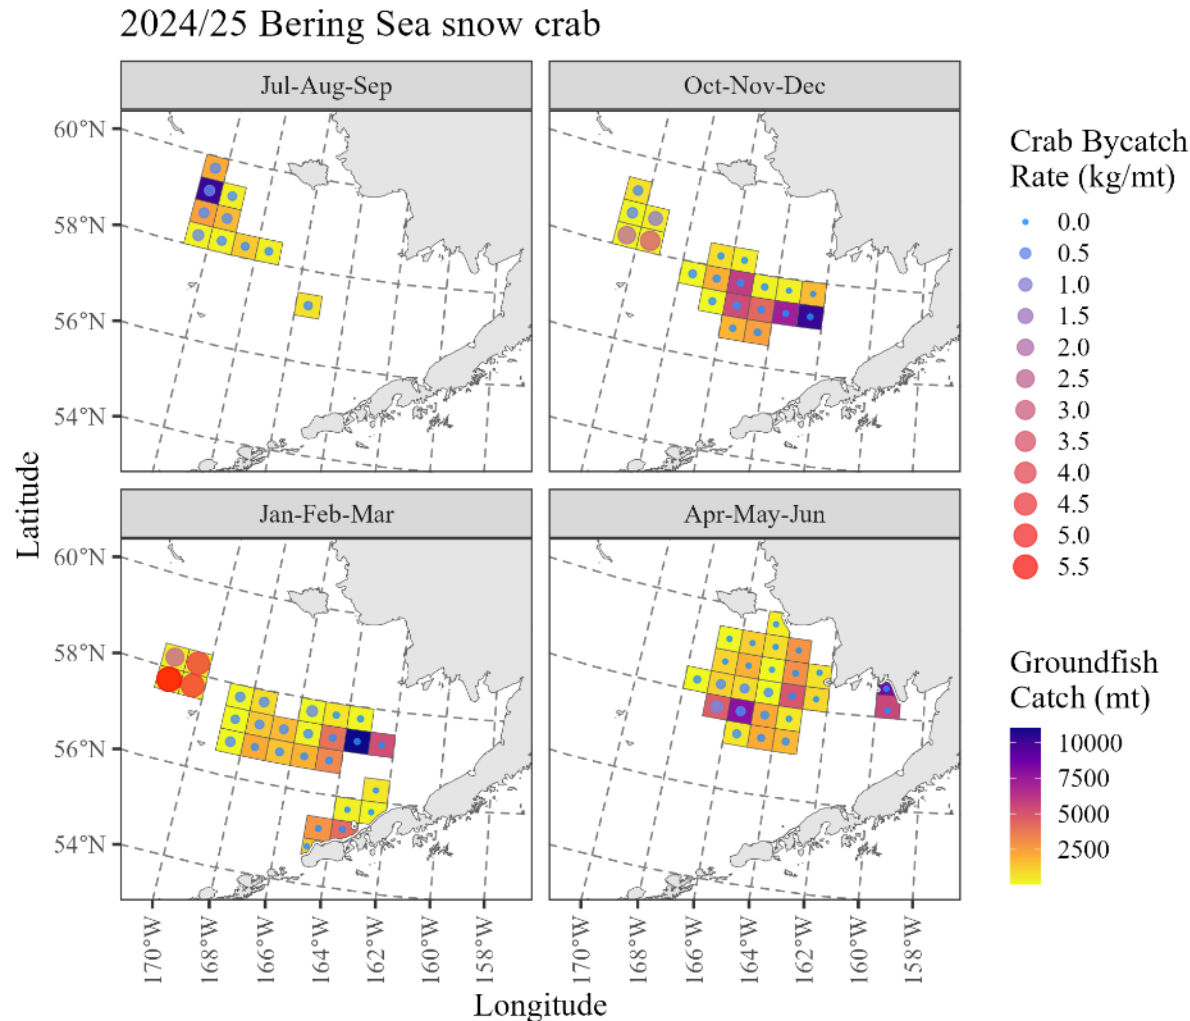 2024/25 Bering Sea snow crab
Jul-Aug-Sep
Oct-Nov-Dec
60°N
58°N
56°N
54°N
Jan-Feb-Mar
Apr-May-Jun
60°N
58°N
56°N
54°N
170°W
168°W
166°W
164°W
162°W
160°W
158°W
170°W
168°W
166°W
164°W
162°W
160°W
158°W
Latitude
Longitude
Crab Bycatch
Rate (kg/mt)
0.0
0.5
1.0
1.5
2.0
2.5
3.0
3.5
4.0
4.5
5.0
5.5
Groundfish
Catch (mt)
10000
7500
5000
2500